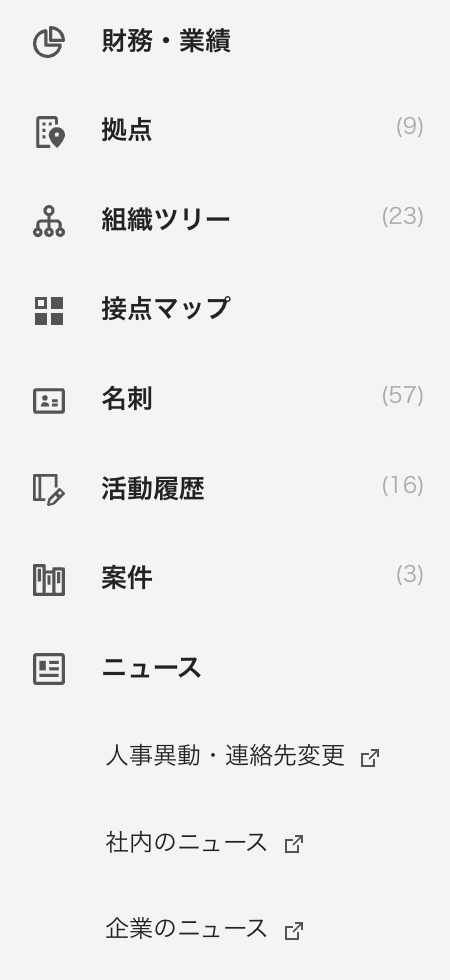 財務・業績
拠点 (9)
組織ツリー (23)
接点マップ
名刺 (57)
活動履歴 (16)
案件 (3)
ニュース
人事異動・連絡先変更
社内のニュース
企業のニュース